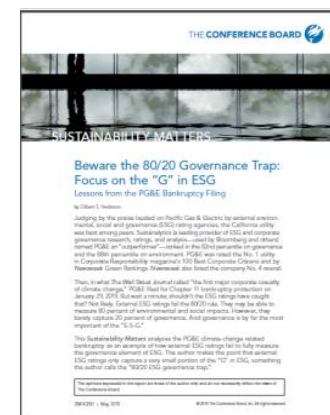 THE CONFERENCE BOARD
SUSTAINABILITY MATTERS
Beware the 80/20 Governance Trap:
Focus on the "G" in ESG
Lessons from the PG&E Bankruptcy Filing
Judging by the praise lauded on Pacific Gas & Electric by external environ-
mental, social and governance (ESG) rating agencies, the California utility
was best among peers. Sustainalytics (a leading provider of ESG and corporate
governance research, ratings, and analysis—used by Bloomberg and others)
named PG&E an "outperformer"—ranked in the 82nd percentile on governance
and the 88th percentile on environment. PG&E was rated the No. 1 utility
in Corporate Responsibility magazine's 100 Best Corporate Citizens and by
Newsweek Green Rankings. Newsweek also listed the company No. 4 overall.
Then, in what The Wall Street Journal called "the first major corporate casualty
of climate change," PG&E filed for Chapter 11 bankruptcy protection on
January 29, 2019. But wait a minute; shouldn't the ESG ratings have caught
that? Not likely. External ESG ratings fail the 80/20 rule. They may be able to
measure 80 percent of environmental and social impacts. However, they
barely capture 20 percent of governance. And governance is by far the most
important of the "E-S-G."
This Sustainability Matters analyzes the PG&E climate-change related
bankruptcy as an example of how external ESG ratings fail to fully measure
the governance element of ESG. The author makes the point that external
ESG ratings only capture a very small portion of the "G" in ESG, something
the author calls the "80/20 ESG governance trap."